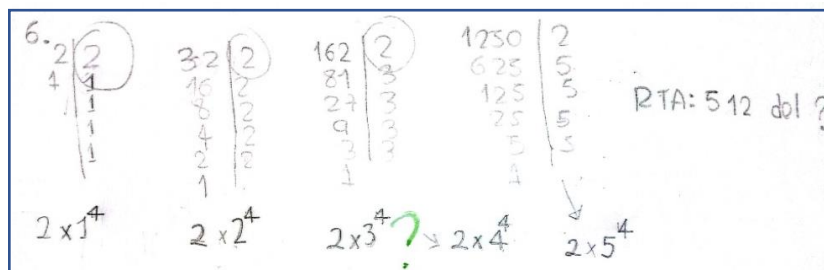 6.
2 | 2
1 | 1
1
1
1
32 | 2
16 | 2
8 | 2
4 | 2
2 | 2
1
162 | 2
81 | 3
27 | 3
9 | 3
3 | 3
1
1250 | 2
625 | 5
125 | 5
25 | 5
5 | 5
1
RTA: 512 dol ?
2 x 1⁴ 2 x 2⁴ 2 x 3⁴ ? 2 x 4⁴ 2 x 5⁴